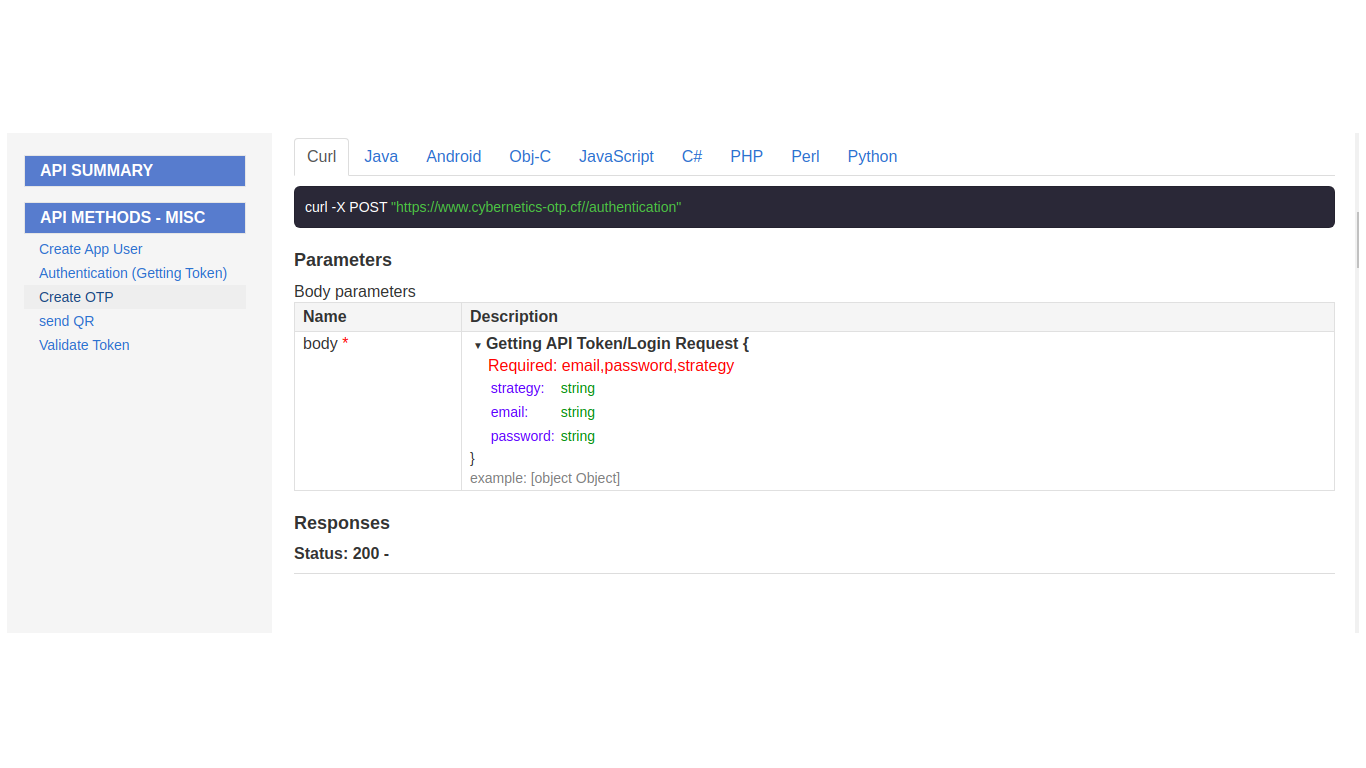 API SUMMARY
API METHODS - MISC
Create App User
Authentication (Getting Token)
Create OTP
send QR
Validate Token
Curl Java Android Obj-C JavaScript C# PHP Perl Python
curl -X POST "https://www.cybernetics-otp.cf//authentication"
Parameters
Body parameters
Name Description
body * ▼ Getting API Token/Login Request {
Required: email,password,strategy
strategy: string
email: string
password: string
}
example: [object Object]
Responses
Status: 200 -